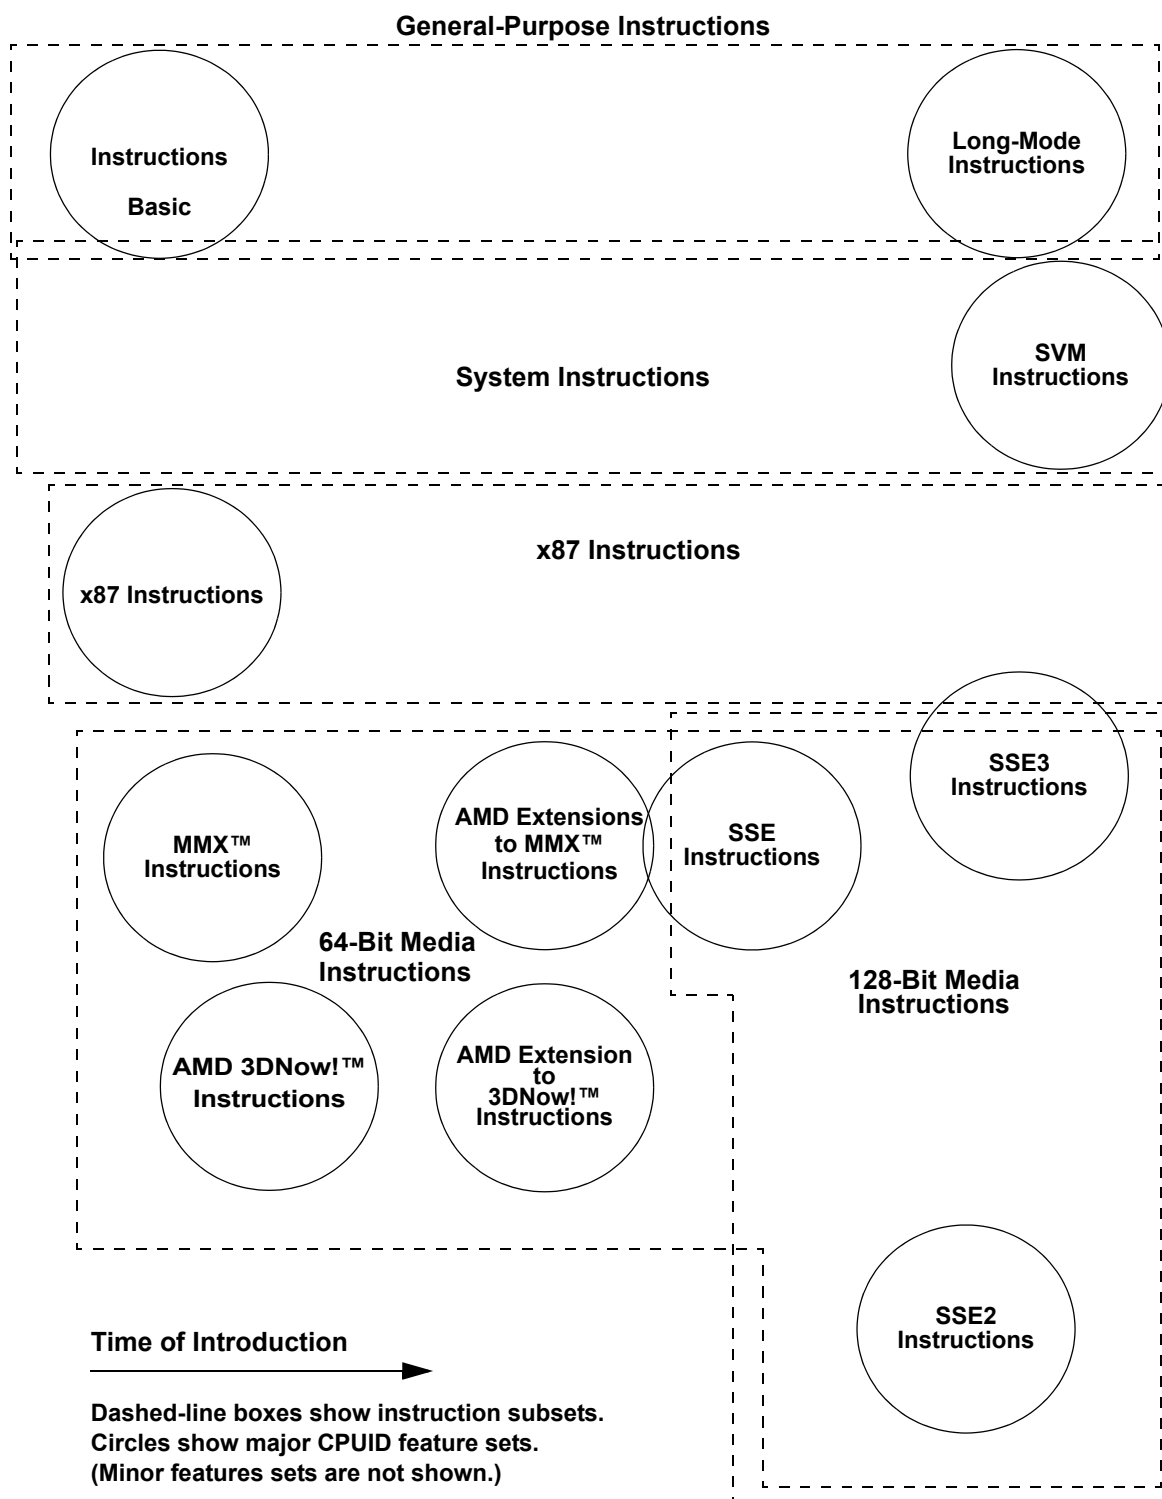 General-Purpose Instructions
Instructions
Basic
Long-Mode
Instructions
System Instructions
SVM
Instructions
x87 Instructions
x87 Instructions
SSE3
Instructions
MMX™
Instructions
AMD Extensions
to MMX™
Instructions
SSE
Instructions
64-Bit Media
Instructions
128-Bit Media
Instructions
AMD 3DNow!™
Instructions
AMD Extension
to
3DNow!™
Instructions
SSE2
Instructions
Time of Introduction
Dashed-line boxes show instruction subsets.
Circles show major CPUID feature sets.
(Minor features sets are not shown.)